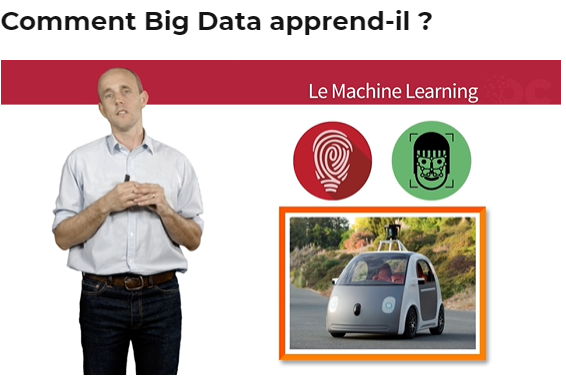 Comment Big Data apprend-il ?
Le Machine Learning